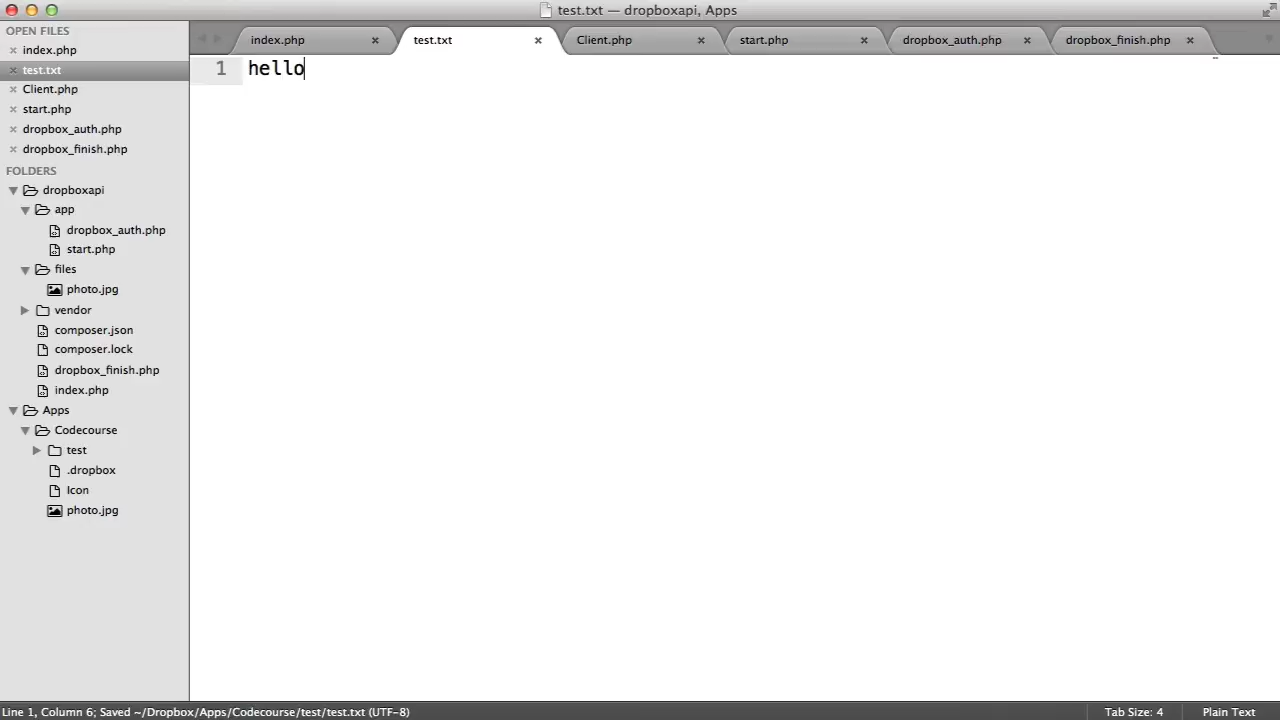 test.txt — dropboxapi, Apps
OPEN FILES
index.php
test.txt
Client.php
start.php
dropbox_auth.php
dropbox_finish.php
FOLDERS
dropboxapi
app
dropbox_auth.php
start.php
files
photo.jpg
vendor
composer.json
composer.lock
dropbox_finish.php
index.php
Apps
Codecourse
test
.dropbox
Icon
photo.jpg
index.php test.txt Client.php start.php dropbox_auth.php dropbox_finish.php
1 hello
Line 1, Column 6; Saved ~/Dropbox/Apps/Codecourse/test/test.txt (UTF-8) Tab Size: 4 Plain Text